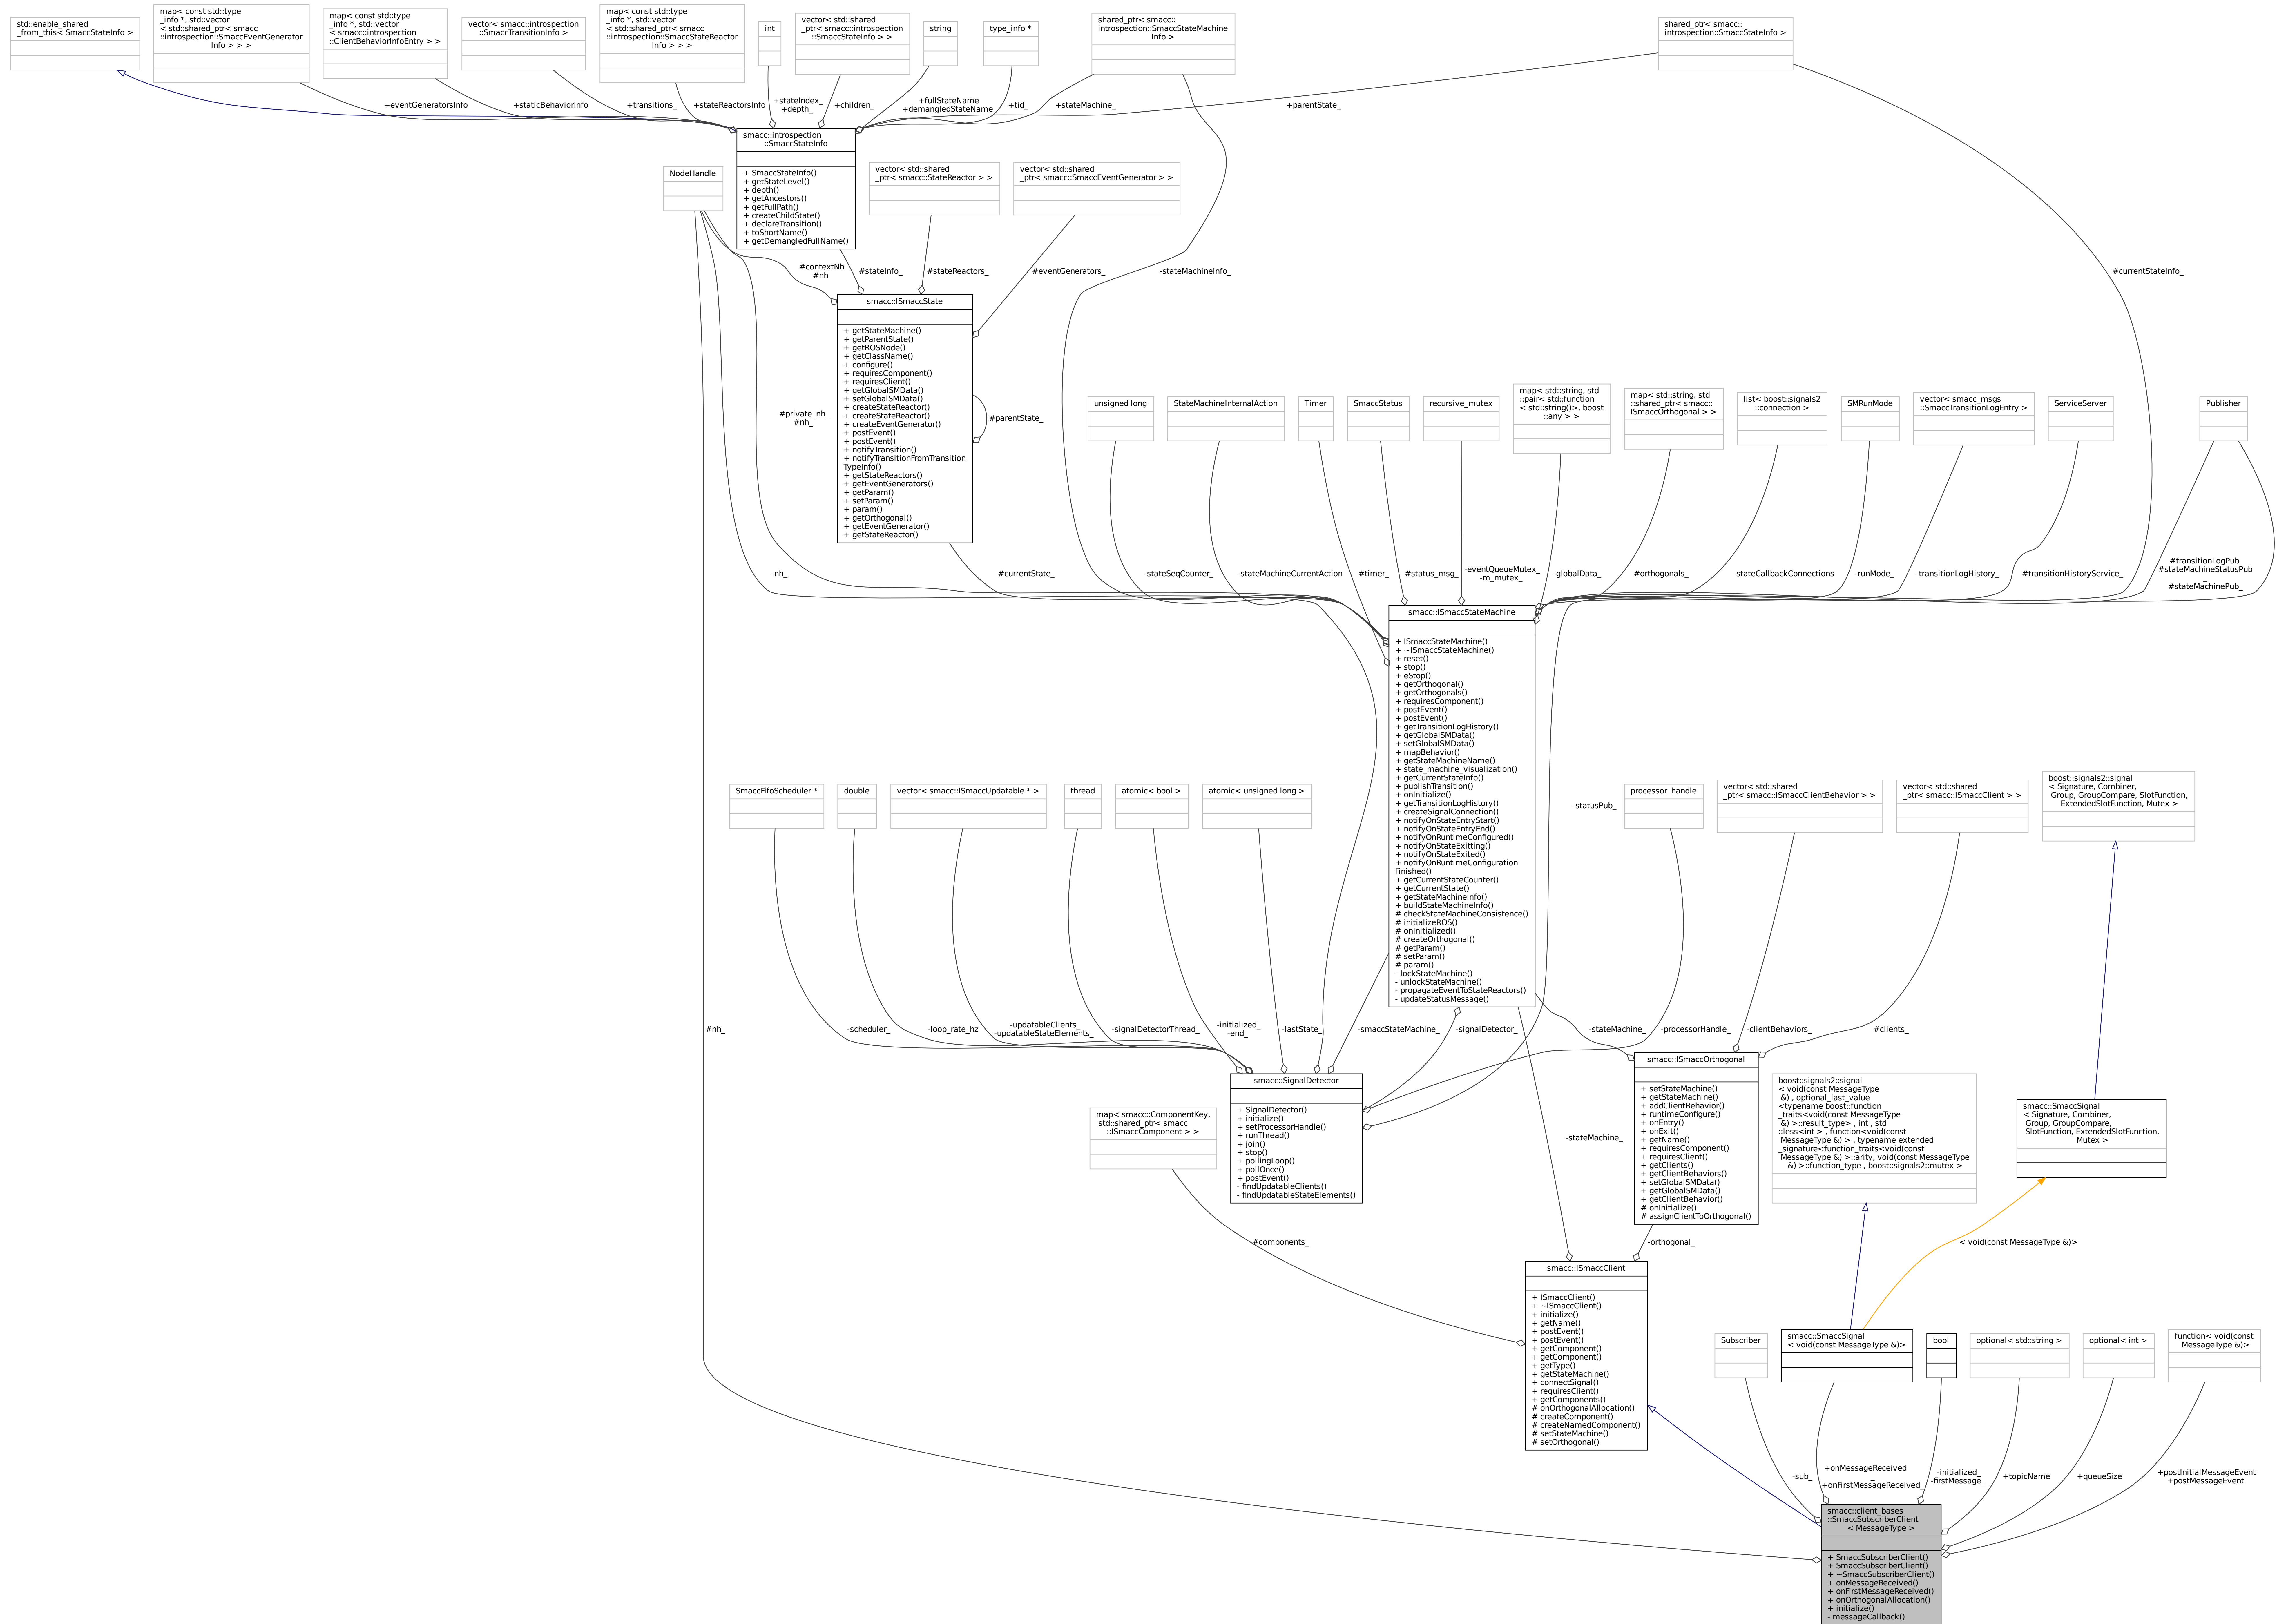 std::enable_shared
_from_this< SmaccStateInfo >
map< const std::type
_info *, std::vector
< std::shared_ptr< smacc
::introspection::SmaccEventGenerator
Info > > >
map< const std::type
_info *, std::vector
< smacc::introspection
::ClientBehaviorInfoEntry > >
vector< smacc::introspection
::SmaccTransitionInfo >
map< const std::type
_info *, std::vector
< std::shared_ptr< smacc
::introspection::SmaccStateReactor
Info > > >
int
vector< std::shared
_ptr< smacc::introspection
::SmaccStateInfo > >
string
type_info *
shared_ptr< smacc::
introspection::SmaccStateMachine
Info >
shared_ptr< smacc::
introspection::SmaccStateInfo >
+eventGeneratorsInfo
+staticBehaviorInfo
+transitions_
+stateReactorsInfo
+stateIndex_
+depth_
+children_
+fullStateName
+demangledStateName
+tid_
+stateMachine_
+parentState_
smacc::introspection
::SmaccStateInfo
+ SmaccStateInfo()
+ getStateLevel()
+ depth()
+ getAncestors()
+ getFullPath()
+ createChildState()
+ declareTransition()
+ toShortName()
+ getDemangledFullName()
NodeHandle
vector< std::shared
_ptr< smacc::StateReactor > >
vector< std::shared
_ptr< smacc::SmaccEventGenerator > >
#contextNh
#nh
#stateInfo_
#stateReactors_
#eventGenerators_
-stateMachineInfo_
#currentStateInfo_
smacc::ISmaccState
+ getStateMachine()
+ getParentState()
+ getROSNode()
+ getClassName()
+ configure()
+ requiresComponent()
+ requiresClient()
+ getGlobalSMData()
+ setGlobalSMData()
+ createStateReactor()
+ createStateReactor()
+ createEventGenerator()
+ postEvent()
+ postEvent()
+ notifyTransition()
+ notifyTransitionFromTransition
TypeInfo()
+ getStateReactors()
+ getEventGenerators()
+ getParam()
+ setParam()
+ param()
+ getOrthogonal()
+ getEventGenerator()
+ getStateReactor()
#private_nh_
#nh_
#parentState_
unsigned long
StateMachineInternalAction
Timer
SmaccStatus
recursive_mutex
map< std::string, std
::pair< std::function
< std::string()>, boost
::any > >
map< std::string, std
::shared_ptr< smacc::
ISmaccOrthogonal > >
list< boost::signals2
::connection >
SMRunMode
vector< smacc_msgs
::SmaccTransitionLogEntry >
ServiceServer
Publisher
-nh_
#currentState_
-stateSeqCounter_
-stateMachineCurrentAction
#timer_
#status_msg_
-eventQueueMutex_
-m_mutex_
-globalData_
#orthogonals_
-stateCallbackConnections
-runMode_
-transitionLogHistory_
#transitionHistoryService_
#transitionLogPub_
#stateMachineStatusPub
_
#stateMachinePub_
smacc::ISmaccStateMachine
+ ISmaccStateMachine()
+ ~ISmaccStateMachine()
+ reset()
+ stop()
+ eStop()
+ getOrthogonal()
+ getOrthogonals()
+ requiresComponent()
+ postEvent()
+ postEvent()
+ getTransitionLogHistory()
+ getGlobalSMData()
+ setGlobalSMData()
+ mapBehavior()
+ getStateMachineName()
+ state_machine_visualization()
+ getCurrentStateInfo()
+ publishTransition()
+ onInitialize()
+ getTransitionLogHistory()
+ createSignalConnection()
+ notifyOnStateEntryStart()
+ notifyOnStateEntryEnd()
+ notifyOnRuntimeConfigured()
+ notifyOnStateExitting()
+ notifyOnStateExited()
+ notifyOnRuntimeConfiguration
Finished()
+ getCurrentStateCounter()
+ getCurrentState()
+ getStateMachineInfo()
+ buildStateMachineInfo()
# checkStateMachineConsistence()
# initializeROS()
# onInitialized()
# createOrthogonal()
# getParam()
# setParam()
# param()
- lockStateMachine()
- unlockStateMachine()
- propagateEventToStateReactors()
- updateStatusMessage()
SmaccFifoScheduler *
double
vector< smacc::ISmaccUpdatable * >
thread
atomic< bool >
atomic< unsigned long >
-statusPub_
processor_handle
vector< std::shared
_ptr< smacc::ISmaccClientBehavior > >
vector< std::shared
_ptr< smacc::ISmaccClient > >
boost::signals2::signal
< Signature, Combiner,
Group, GroupCompare, SlotFunction,
ExtendedSlotFunction, Mutex >
#nh_
-scheduler_
-loop_rate_hz
-updatableClients_
-updatableStateElements_
-signalDetectorThread_
-initialized_
-end_
-lastState_
-smaccStateMachine_
-signalDetector_
-stateMachine_
-processorHandle_
-clientBehaviors_
#clients_
smacc::SignalDetector
+ SignalDetector()
+ initialize()
+ setProcessorHandle()
+ runThread()
+ join()
+ stop()
+ pollingLoop()
+ pollOnce()
+ postEvent()
- findUpdatableClients()
- findUpdatableStateElements()
smacc::ISmaccOrthogonal
+ setStateMachine()
+ getStateMachine()
+ addClientBehavior()
+ runtimeConfigure()
+ onEntry()
+ onExit()
+ getName()
+ requiresComponent()
+ requiresClient()
+ getClients()
+ getClientBehaviors()
+ setGlobalSMData()
+ getGlobalSMData()
+ getClientBehavior()
# onInitialize()
# assignClientToOrthogonal()
map< smacc::ComponentKey,
std::shared_ptr< smacc
::ISmaccComponent > >
boost::signals2::signal
< void(const MessageType
&) , optional_last_value
<typename boost::function
_traits<void(const MessageType
&) >::result_type> , int , std
::less<int > , function<void(const
MessageType &) > , typename extended
_signature<function_traits<void(const
MessageType &) >::arity, void(const MessageType
&) >::function_type , boost::signals2::mutex >
smacc::SmaccSignal
< Signature, Combiner,
Group, GroupCompare,
SlotFunction, ExtendedSlotFunction,
Mutex >
-stateMachine_
#components_
-orthogonal_
< void(const MessageType &)>
smacc::ISmaccClient
+ ISmaccClient()
+ ~ISmaccClient()
+ initialize()
+ getName()
+ postEvent()
+ postEvent()
+ getComponent()
+ getComponent()
+ getType()
+ getStateMachine()
+ connectSignal()
+ requiresClient()
+ getComponents()
# onOrthogonalAllocation()
# createComponent()
# createNamedComponent()
# setStateMachine()
# setOrthogonal()
Subscriber
smacc::SmaccSignal
< void(const MessageType &)>
bool
optional< std::string >
optional< int >
function< void(const
MessageType &)>
-sub_
+onMessageReceived
_
+onFirstMessageReceived_
-initialized_
-firstMessage_
+topicName
+queueSize
+postInitialMessageEvent
+postMessageEvent
smacc::client_bases
::SmaccSubscriberClient
< MessageType >
+ SmaccSubscriberClient()
+ SmaccSubscriberClient()
+ ~SmaccSubscriberClient()
+ onMessageReceived()
+ onFirstMessageReceived()
+ onOrthogonalAllocation()
+ initialize()
- messageCallback()